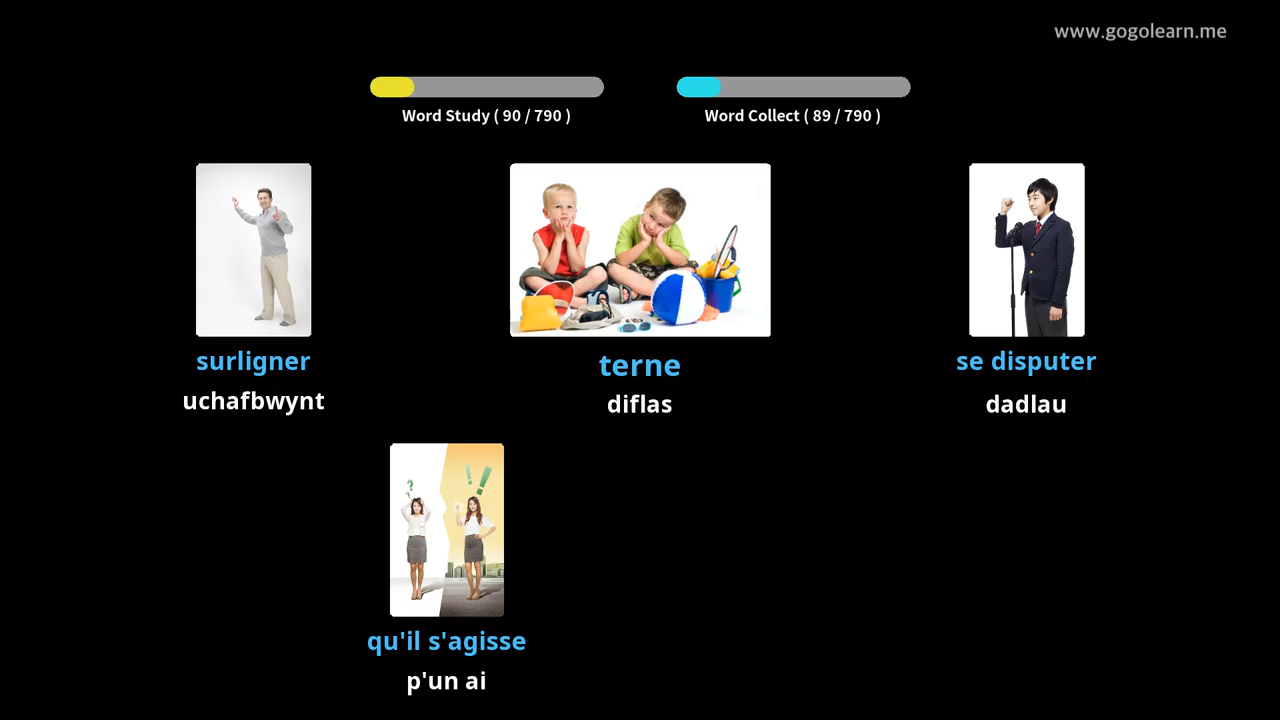 www.gogolearn.me
Word Study ( 90 / 790 )
Word Collect ( 89 / 790 )
surligner
uchafbwynt
terne
diflas
se disputer
dadlau
qu'il s'agisse
p'un ai